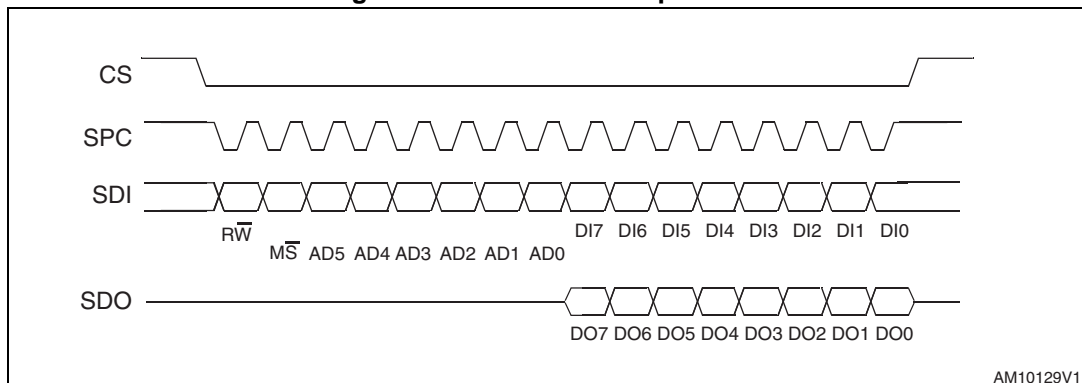 CS
SPC
SDI
RW̅
MS̅ AD5 AD4 AD3 AD2 AD1 AD0
DI7 DI6 DI5 DI4 DI3 DI2 DI1 DI0
SDO
DO7 DO6 DO5 DO4 DO3 DO2 DO1 DO0
AM10129V1